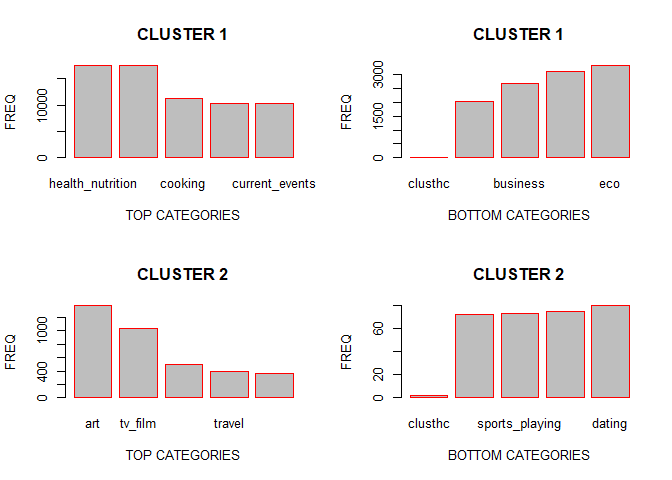 CLUSTER 1
FREQ
10000
0
health_nutrition cooking current_events
TOP CATEGORIES
CLUSTER 1
FREQ
3000
1500
0
clusthc business eco
BOTTOM CATEGORIES
CLUSTER 2
FREQ
1000
400
0
art tv_film travel
TOP CATEGORIES
CLUSTER 2
FREQ
60
20
0
clusthc sports_playing dating
BOTTOM CATEGORIES